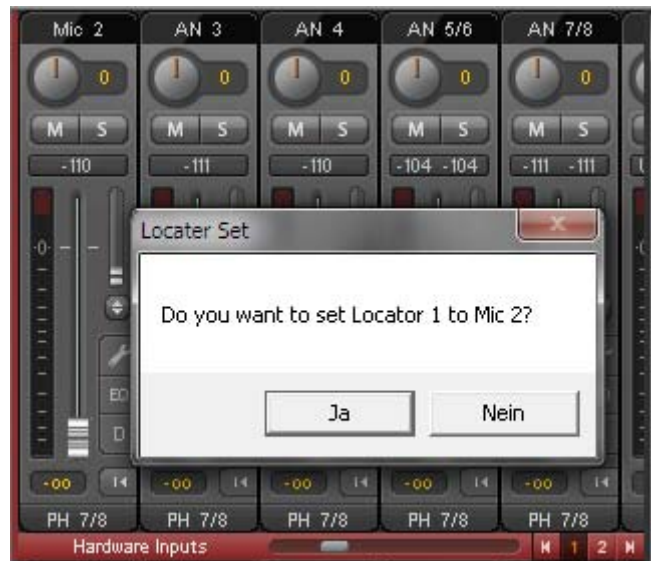 Mic 2 AN 3 AN 4 AN 5/6 AN 7/8
0 0 0 0 0
M S M S M S M S M S
-110 -111 -110 -104 -104 -111 -111
Locater Set
-0-
Do you want to set Locator 1 to Mic 2?
EQ
Ja Nein
D
-oo -oo -oo -oo -oo
PH 7/8 PH 7/8 PH 7/8 PH 7/8 PH 7/8
Hardware Inputs 1 2